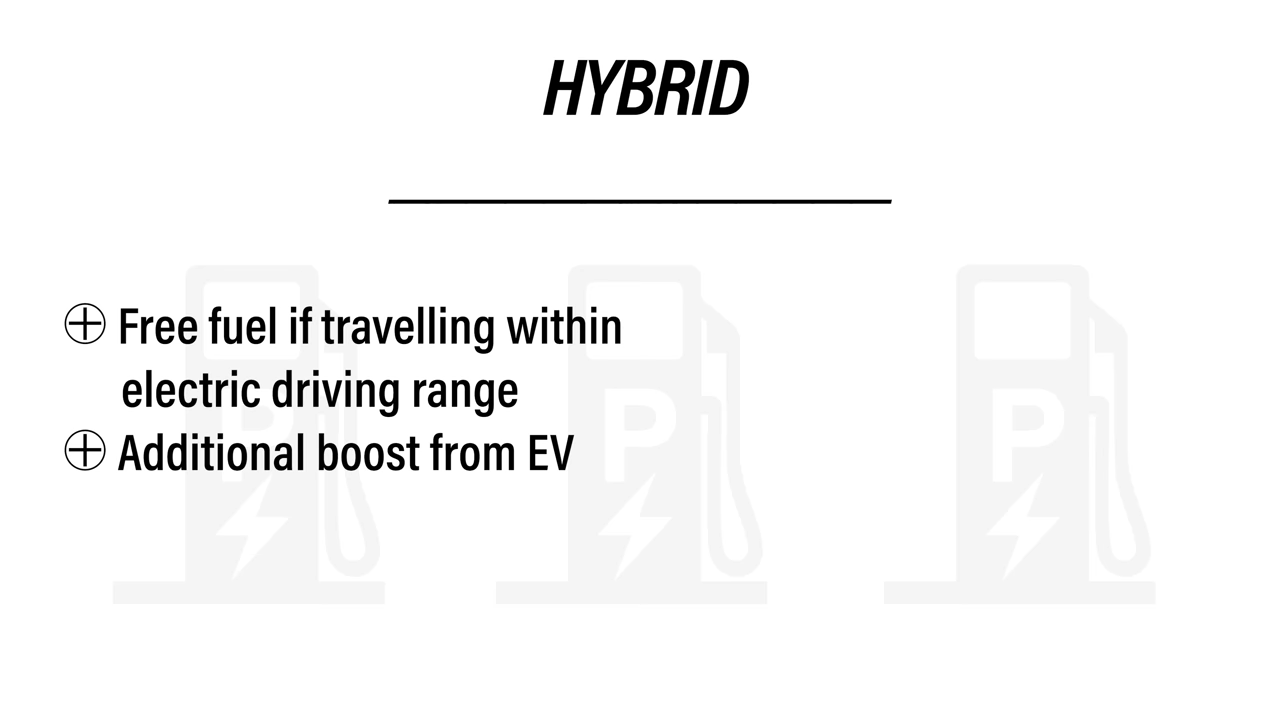 HYBRID
⊕ Free fuel if travelling within
electric driving range
⊕ Additional boost from EV
P P P